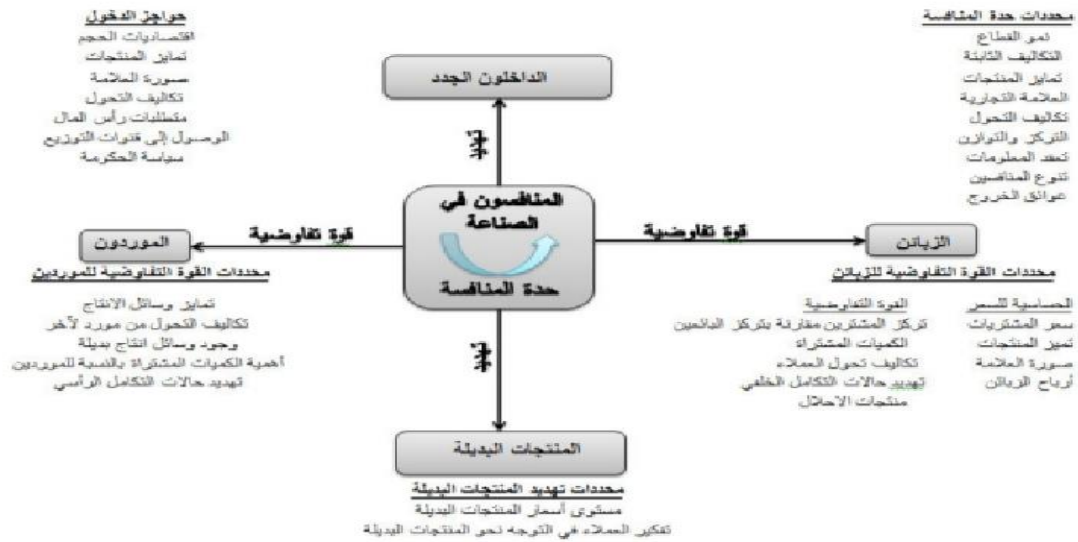 محددات حدة المنافسة
نمو القطاع
التكاليف الثابتة
تمايز المنتجات
العلامة التجارية
تكاليف التحول
التركز والتوازن
تعقد المعلومات
تنوع المنافسين
عوائق الخروج
حواجز الدخول
اقتصاديات الحجم
تمايز المنتجات
صورة العلامة
تكاليف التحول
متطلبات رأس المال
الوصول إلى قنوات التوزيع
سياسة الحكومة
الداخلون الجدد
تهديد
المنافسون في
الصناعة
حدة المنافسة
قوة تفاوضية
الزبائن
محددات القوة التفاوضية للزبائن
الحساسية للسعر
سعر المشتريات
تميز المنتجات
صورة العلامة
أرباح الزبائن
القوة التفاوضية
تركز المشترين مقارنة بتركز البائعين
الكميات المشتراة
تكاليف تحول العملاء
تهديد حالات التكامل الخلفي
منتجات الاحلال
قوة تفاوضية
الموردون
محددات القوة التفاوضية للموردين
تمايز وسائل الانتاج
تكاليف التحول من مورد لآخر
وجود وسائل انتاج بديلة
أهمية الكميات المشتراة بالنسبة للموردين
تهديد حالات التكامل الرأسي
تهديد
المنتجات البديلة
محددات تهديد المنتجات البديلة
مستوى أسعار المنتجات البديلة
تفكير العملاء في التوجه نحو المنتجات البديلة